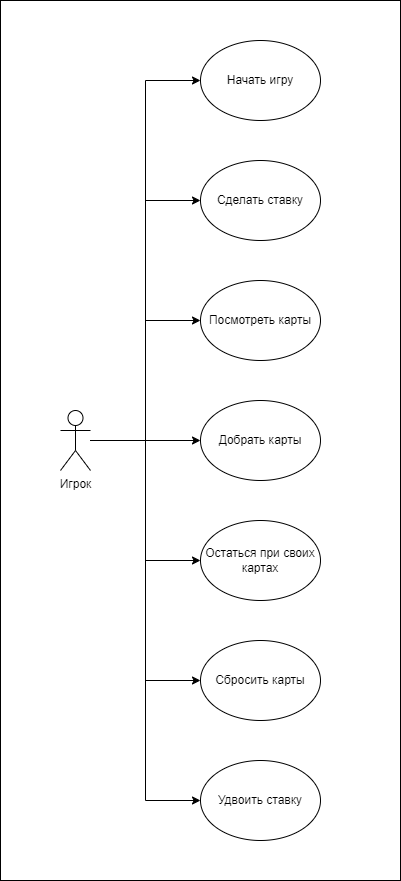 Начать игру
Сделать ставку
Посмотреть карты
Добрать карты
Игрок
Остаться при своих
картах
Сбросить карты
Удвоить ставку